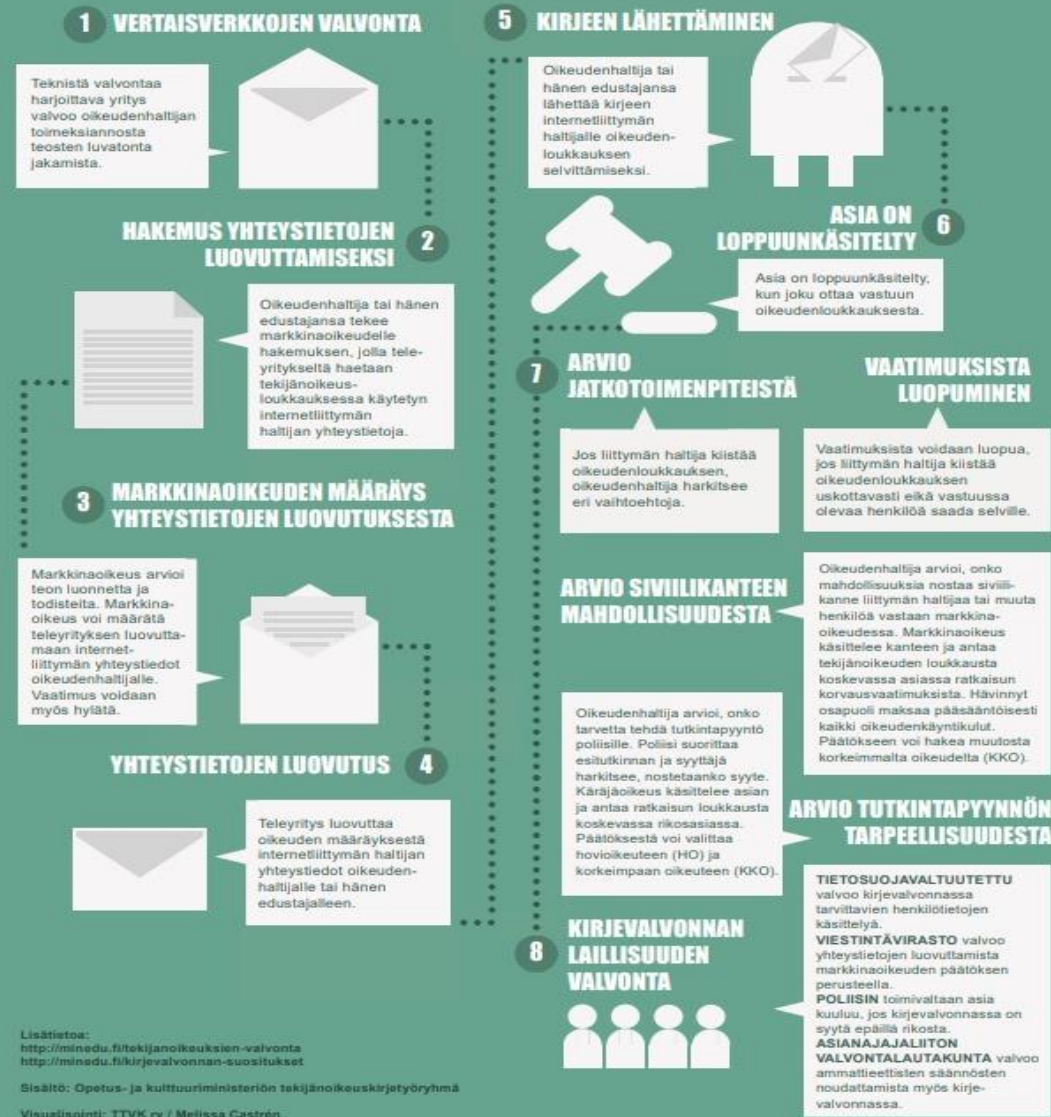 1 VERTAISVERKKOJEN VALVONTA
Teknistä valvontaa
harjoittava yritys
valvoo oikeudenhaltijan
toimeksiannosta
teosten luvatonta
jakamista.
2
HAKEMUS YHTEYSTIETOJEN
LUOVUTTAMISEKSI
Oikeudenhaltija tai hänen
edustajansa tekee
markkinaoikeudelle
hakemuksen, jolla tele-
yritykseltä haetaan
tekijänoikeus-
loukkauksessa käytetyn
internetliittymän
haltijan yhteystietoja.
3
MARKKINAOIKEUDEN MÄÄRÄYS
YHTEYSTIETOJEN LUOVUTUKSESTA
Markkinaoikeus arvioi
teon luonnetta ja
todisteita. Markkina-
oikeus voi määrätä
teleyrityksen luovutta-
maan internet-
liittymän yhteystiedot
oikeudenhaltijalle.
Vaatimus voidaan
myös hylätä.
YHTEYSTIETOJEN LUOVUTUS 4
Teleyritys luovuttaa
oikeuden määräyksestä
internetliittymän haltijan
yhteystiedot oikeuden-
haltijalle tai hänen
edustajalleen.
5 KIRJEEN LÄHETTÄMINEN
Oikeudenhaltija tai
hänen edustajansa
lähettää kirjeen
internetliittymän
haltijalle oikeuden-
loukkauksen
selvittämiseksi.
6
ASIA ON
LOPPUUNKÄSITELTY
Asia on loppuunkäsitelty,
kun joku ottaa vastuun
oikeudenloukkauksesta.
7
ARVIO
JATKOTOIMENPITEISTÄ
Jos liittymän haltija kiistää
oikeudenloukkauksen,
oikeudenhaltija harkitsee
eri vaihtoehtoja.
VAATIMUKSISTA
LUOPUMINEN
Vaatimuksista voidaan luopua,
jos liittymän haltija kiistää
oikeudenloukkauksen
uskottavasti eikä vastuussa
olevaa henkilöä saada selville.
ARVIO SIVIILIKANTEEN
MAHDOLLISUUDESTA
Oikeudenhaltija arvioi, onko
mahdollisuuksia nostaa siviili-
kanne liittymän haltijaa tai muuta
henkilöä vastaan markkina-
oikeudessa. Markkinaoikeus
käsittelee kanteen ja antaa
tekijänoikeuden loukkausta
koskevassa asiassa ratkaisun
korvausvaatimuksista. Hävinnyt
osapuoli maksaa pääsääntöisesti
kaikki oikeudenkäyntikulut.
Päätökseen voi hakea muutosta
korkeimmalta oikeudelta (KKO).
Oikeudenhaltija arvioi, onko
tarvetta tehdä tutkintapyyntö
poliisille. Poliisi suorittaa
esitutkinnan ja syyttäjä
harkitsee, nostetaanko syyte.
Käräjäoikeus käsittelee asian
ja antaa ratkaisun loukkausta
koskevassa rikosasiassa.
Päätöksestä voi valittaa
hovioikeuteen (HO) ja
korkeimpaan oikeuteen (KKO).
ARVIO TUTKINTAPYYNNÖN
TARPEELLISUUDESTA
8
KIRJEVALVONNAN
LAILLISUUDEN
VALVONTA
TIETOSUOJAVALTUUTETTU
valvoo kirjevalvonnassa
tarvittavien henkilötietojen
käsittelyä.
VIESTINTÄVIRASTO valvoo
yhteystietojen luovuttamista
markkinaoikeuden päätöksen
perusteella.
POLIISIN toimivaltaan asia
kuuluu, jos kirjevalvonnassa on
syytä epäillä rikosta.
ASIANAJAJALIITON
VALVONTALAUTAKUNTA valvoo
ammattieettisten säännösten
noudattamista myös kirje-
valvonnassa.
Lisätietoa:
http://minedu.fi/tekijanoikeuksien-valvonta
http://minedu.fi/kirjevalvonnan-suositukset
Sisältö: Opetus- ja kulttuuriministeriön tekijänoikeuskirjetyöryhmä
Visualisointi: TTVK ry / Melissa Castrén